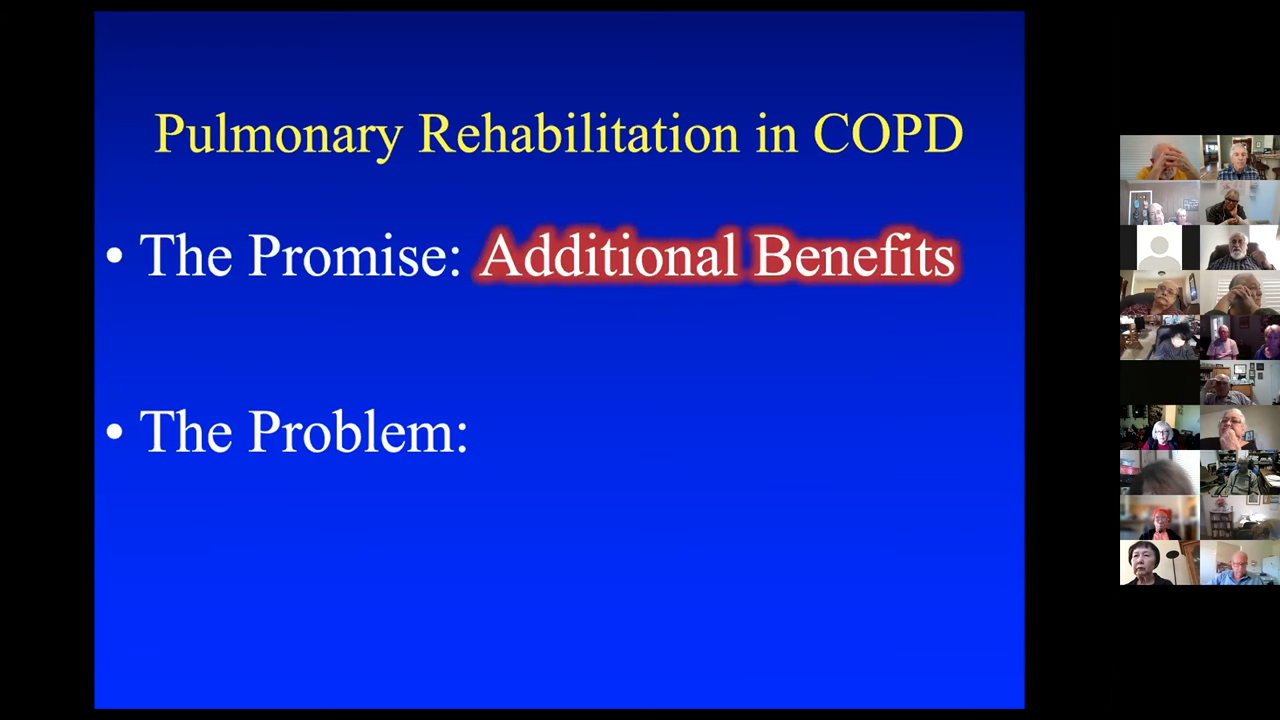 Pulmonary Rehabilitation in COPD
• The Promise: Additional Benefits
• The Problem: